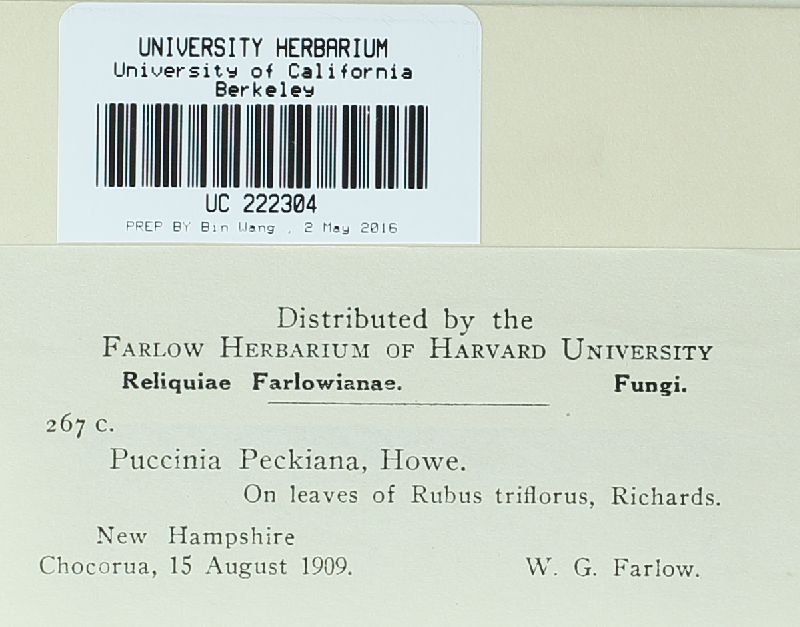 UNIVERSITY HERBARIUM
University of California
Berkeley
UC 222304
PREP BY Bin Wang , 2 May 2016
Distributed by the
FARLOW HERBARIUM OF HARVARD UNIVERSITY
Reliquiae Farlowianae. Fungi.
267 c.
Puccinia Peckiana, Howe.
On leaves of Rubus triflorus, Richards.
New Hampshire
Chocorua, 15 August 1909. W. G. Farlow.